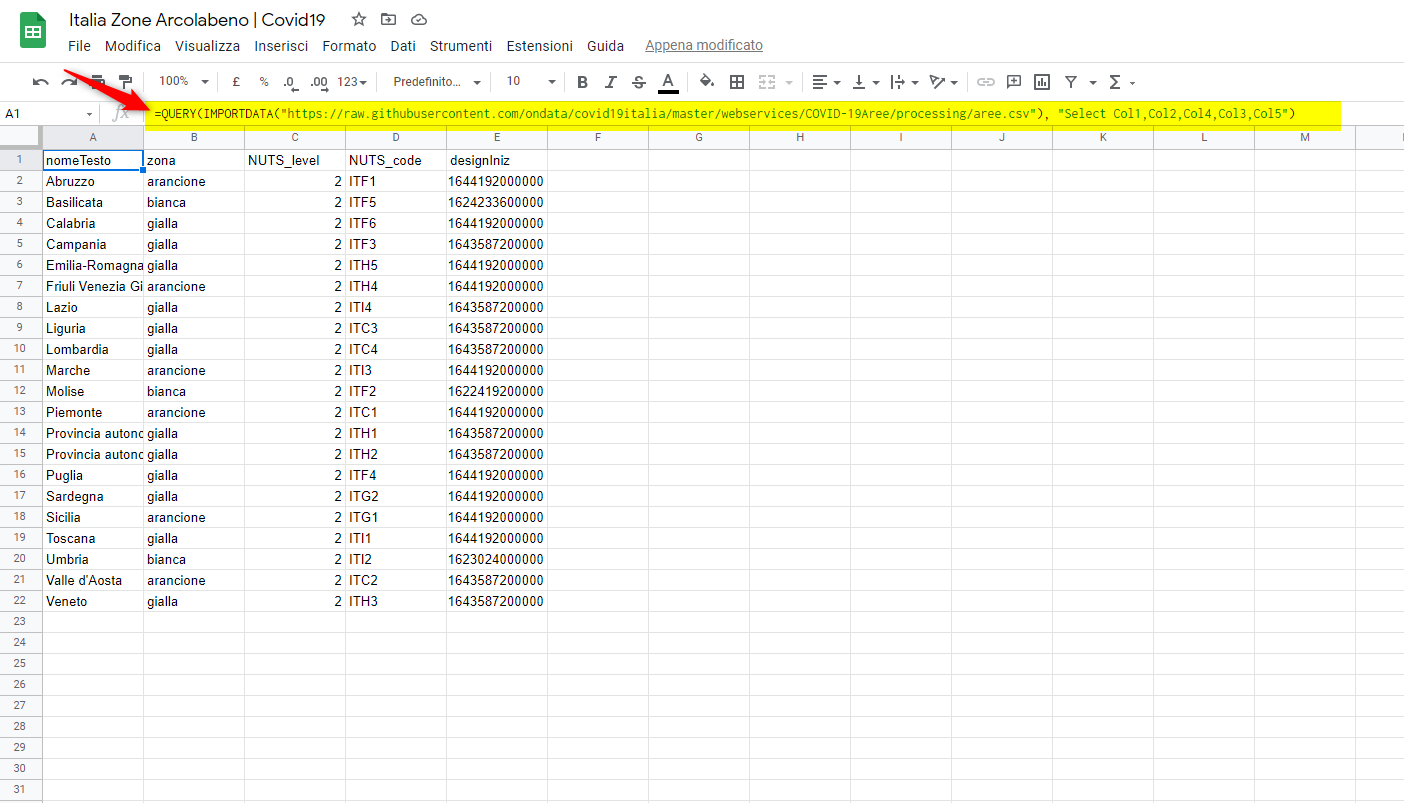 Italia Zone Arcolabeno | Covid19
File Modifica Visualizza Inserisci Formato Dati Strumenti Estensioni Guida Appena modificato
100% £ % .0 .00 123 Predefinito... 10 B I S A Σ
A1 fx =QUERY(IMPORTDATA("https://raw.githubusercontent.com/ondata/covid19italia/master/webservices/COVID-19Aree/processing/aree.csv"), "Select Col1,Col2,Col4,Col3,Col5")
A B C D E F G H I J K L M
1 nomeTesto zona NUTS_level NUTS_code designIniz
2 Abruzzo arancione 2 ITF1 1644192000000
3 Basilicata bianca 2 ITF5 1624233600000
4 Calabria gialla 2 ITF6 1644192000000
5 Campania gialla 2 ITF3 1643587200000
6 Emilia-Romagna gialla 2 ITH5 1644192000000
7 Friuli Venezia Gi arancione 2 ITH4 1644192000000
8 Lazio gialla 2 ITI4 1643587200000
9 Liguria gialla 2 ITC3 1643587200000
10 Lombardia gialla 2 ITC4 1643587200000
11 Marche arancione 2 ITI3 1644192000000
12 Molise bianca 2 ITF2 1622419200000
13 Piemonte arancione 2 ITC1 1644192000000
14 Provincia autono gialla 2 ITH1 1643587200000
15 Provincia autono gialla 2 ITH2 1643587200000
16 Puglia gialla 2 ITF4 1644192000000
17 Sardegna gialla 2 ITG2 1644192000000
18 Sicilia arancione 2 ITG1 1644192000000
19 Toscana gialla 2 ITI1 1644192000000
20 Umbria bianca 2 ITI2 1623024000000
21 Valle d'Aosta arancione 2 ITC2 1643587200000
22 Veneto gialla 2 ITH3 1643587200000
23
24
25
26
27
28
29
30
31